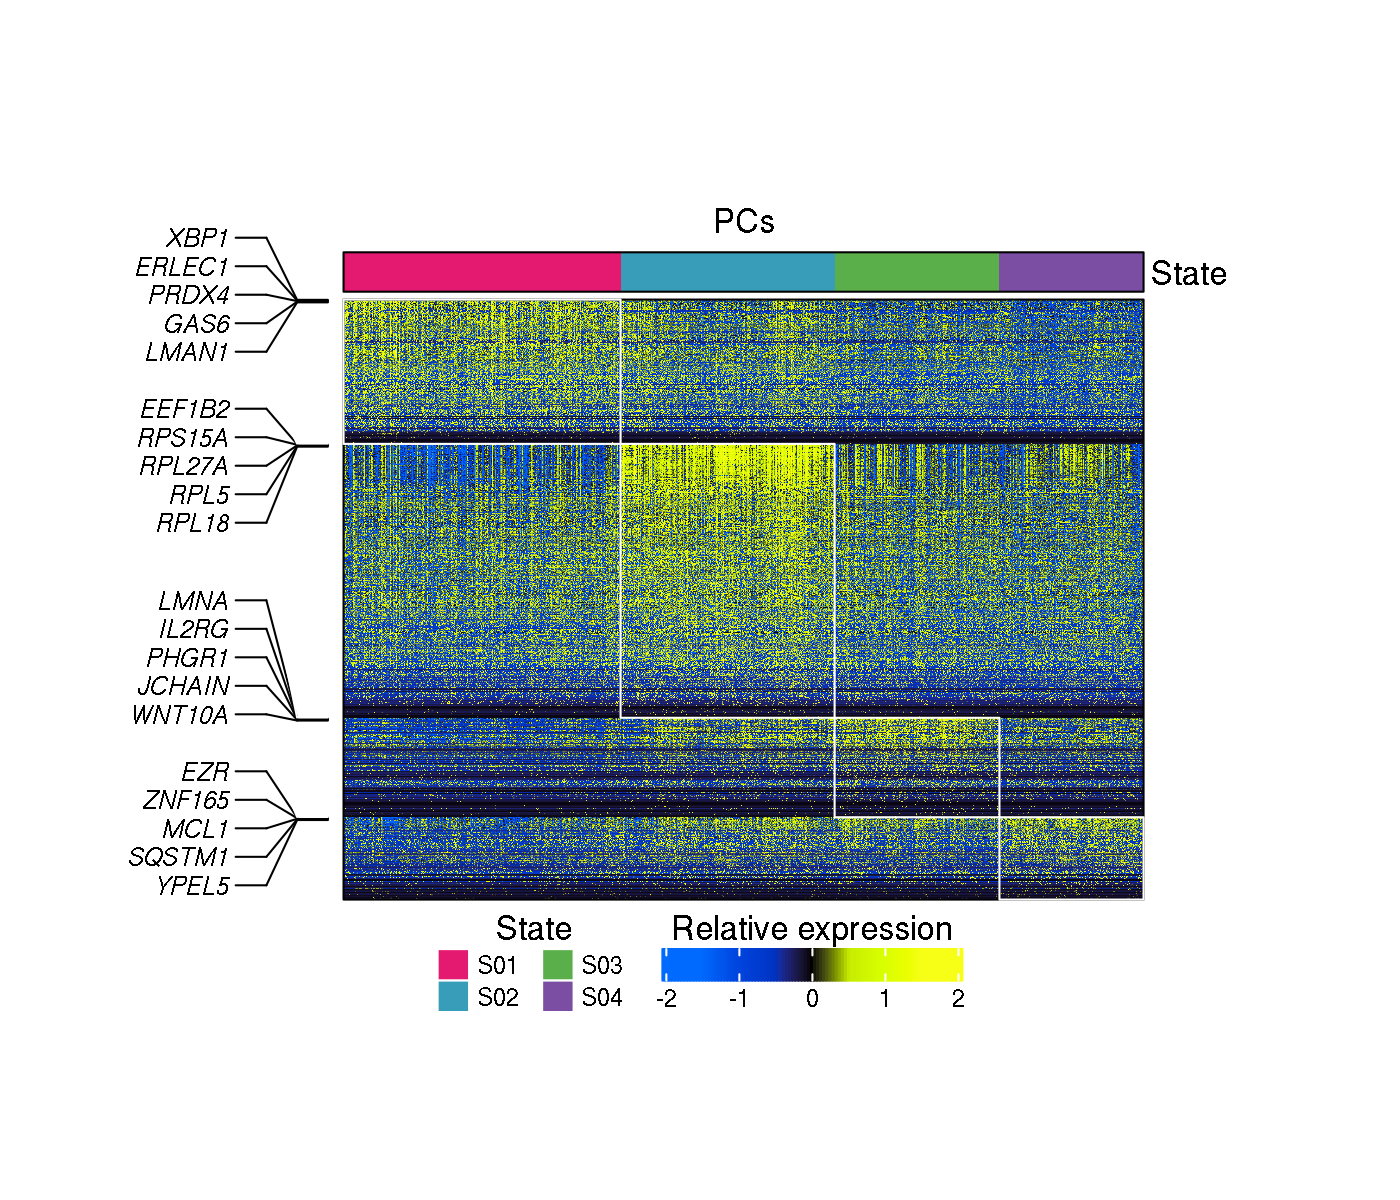 PCs
State
XBP1
ERLEC1
PRDX4
GAS6
LMAN1
EEF1B2
RPS15A
RPL27A
RPL5
RPL18
LMNA
IL2RG
PHGR1
JCHAIN
WNT10A
EZR
ZNF165
MCL1
SQSTM1
YPEL5
State
S01 S03
S02 S04
Relative expression
-2 -1 0 1 2